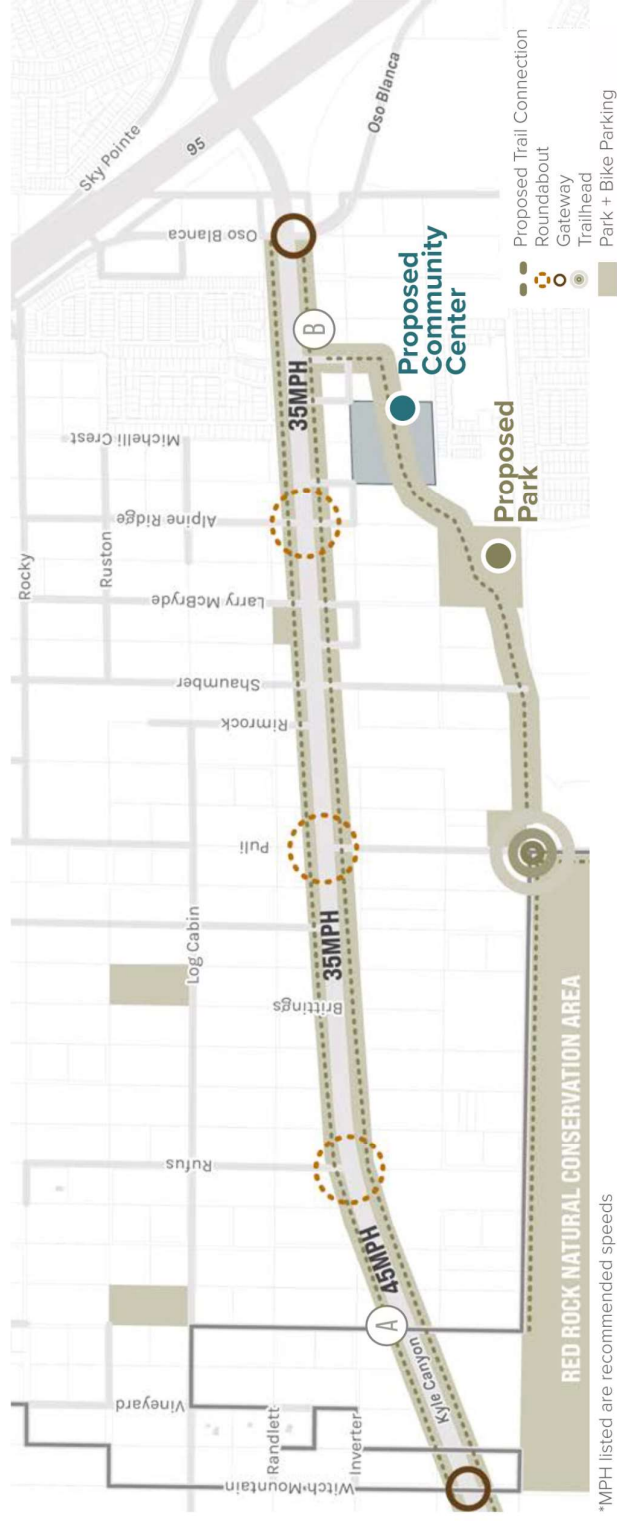 Sky Pointe
95
Oso Blanca
Oso Blanca
Rocky
Michelli Crest
Ruston
Alpine Ridge
Larry McBryde
Shaumber
Rimrock
Puli
Log Cabin
Brittings
Rufus
Vineyard
Randlett
Inverter
Witch Mountain
Kyle Canyon
45MPH
35MPH
35MPH
A
B
Proposed
Community
Center
Proposed
Park
RED ROCK NATURAL CONSERVATION AREA
Proposed Trail Connection
Roundabout
Gateway
Trailhead
Park + Bike Parking
*MPH listed are recommended speeds